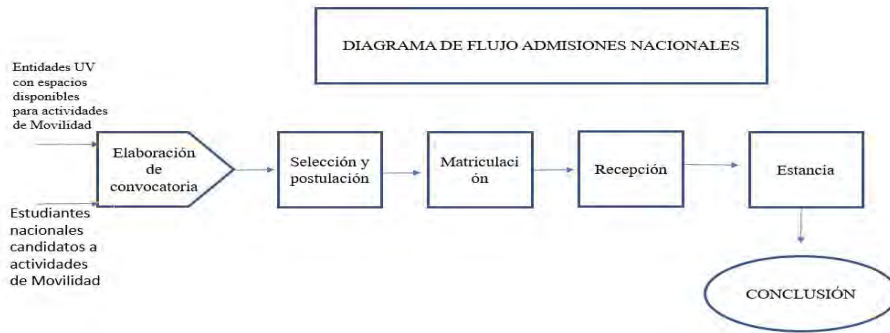 DIAGRAMA DE FLUJO ADMISIONES NACIONALES
Entidades UV
con espacios
disponibles
para actividades
de Movilidad
Elaboración
de
convocatoria
Selección y
postulación
Matriculaci
ón
Recepción
Estancia
Estudiantes
nacionales
candidatos a
actividades
de Movilidad
CONCLUSIÓN